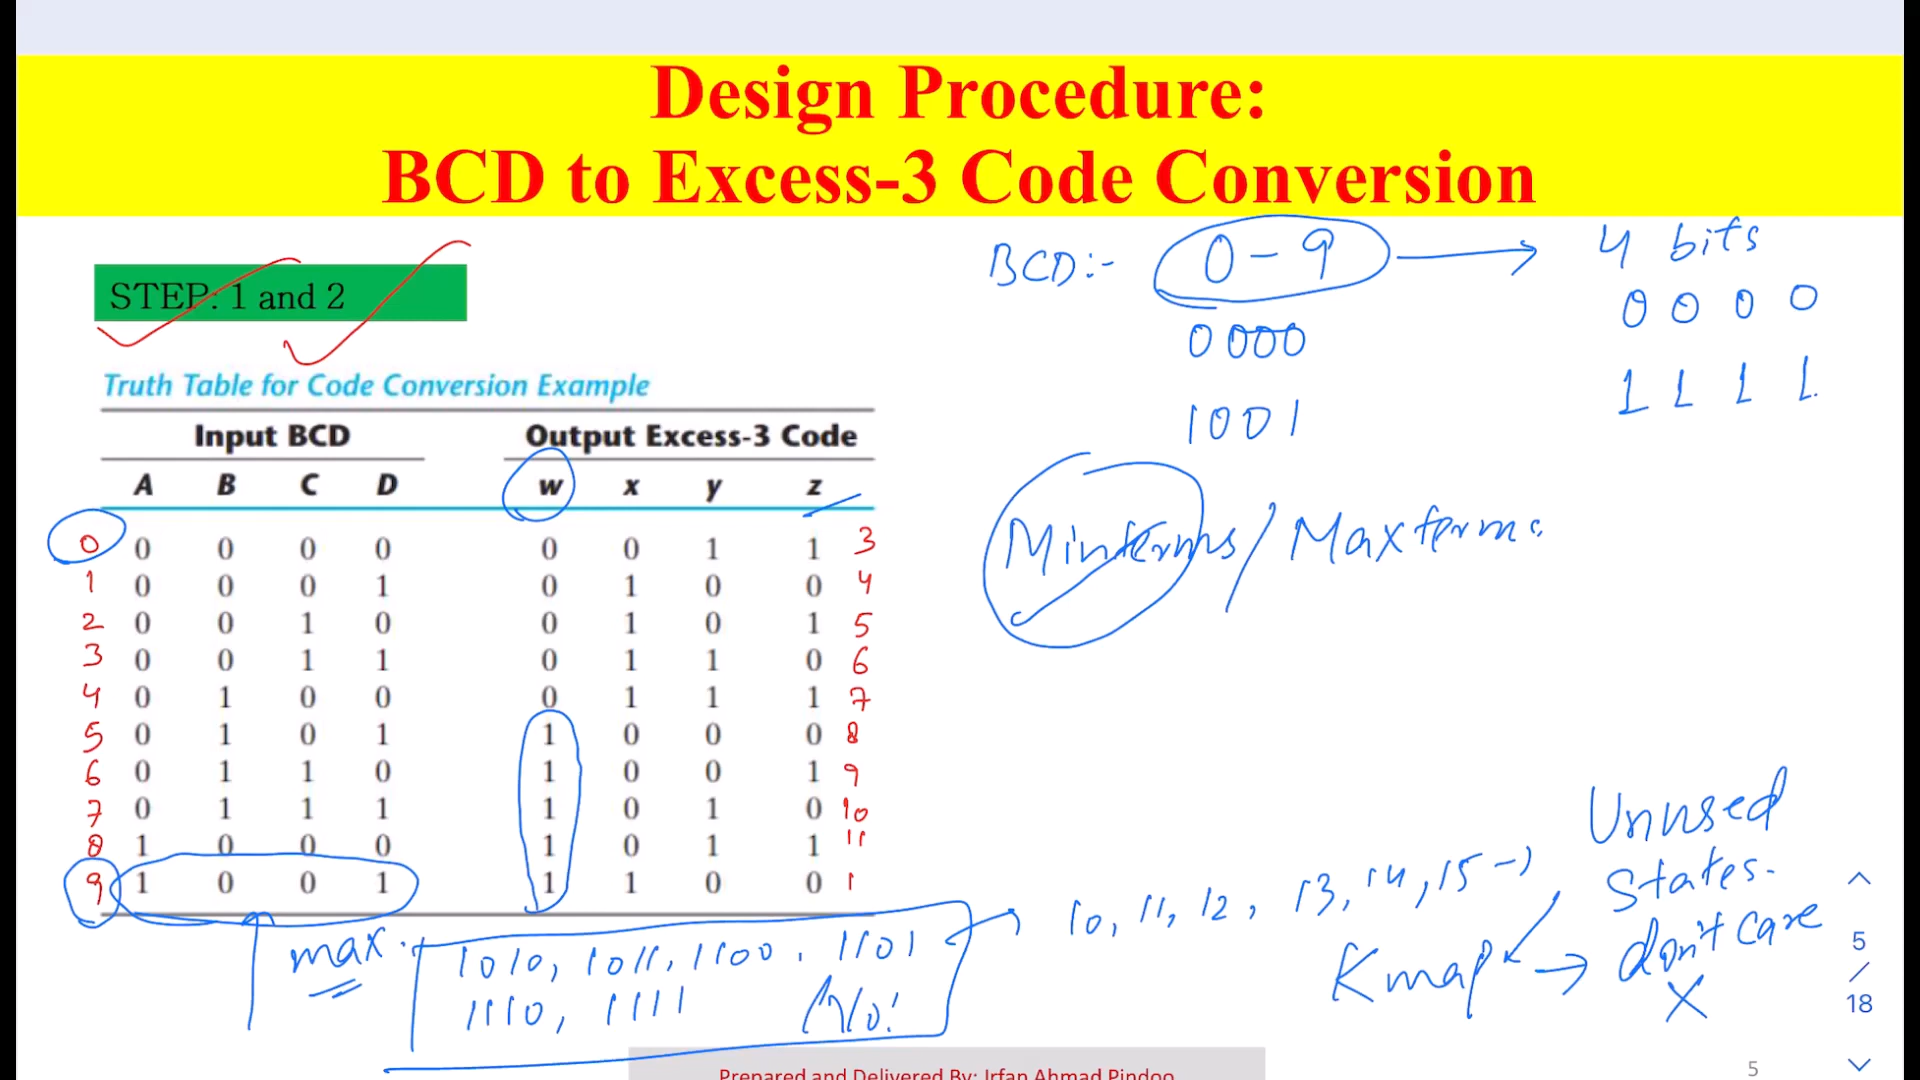 Design Procedure:
BCD to Excess-3 Code Conversion
STEP: 1 and 2
BCD:- 0 - 9 → 4 bits
0000
0 0 0 0
1001
1 1 1 1
Minterms / Maxterms
Truth Table for Code Conversion Example
Input BCD Output Excess-3 Code
A B C D w x y z
0 0 0 0 0 0 0 1 1 3
1 0 0 0 1 0 1 0 0 4
2 0 0 1 0 0 1 0 1 5
3 0 0 1 1 0 1 1 0 6
4 0 1 0 0 0 1 1 1 7
5 0 1 0 1 1 0 0 0 8
6 0 1 1 0 1 0 0 1 9
7 0 1 1 1 1 0 1 0 10
8 1 0 0 0 1 0 1 1 11
9 1 0 0 1 1 1 0 0 1
max.
1010, 1011, 1100, 1101
1110, 1111
10, 11, 12, 13, 14, 15 →
Unused
States.
Kmap → don't care
X
5
/
18
Prepared and Delivered By: Irfan Ahmad Pindoo
5